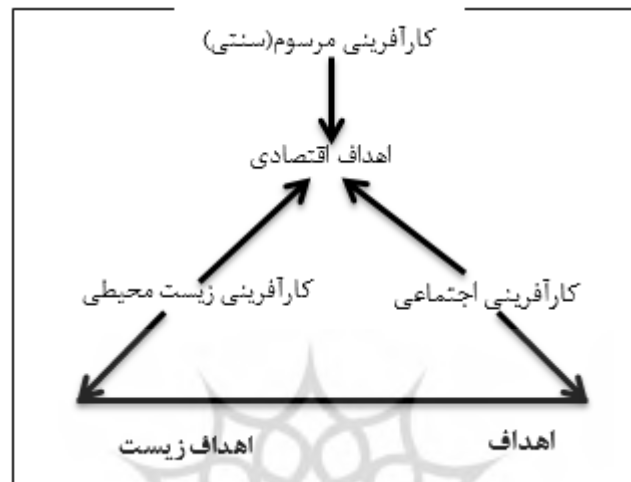 کارآفرینی مرسوم(سنتی)
اهداف اقتصادی
کارآفرینی اجتماعی
کارآفرینی زیست محیطی
اهداف
اهداف زیست